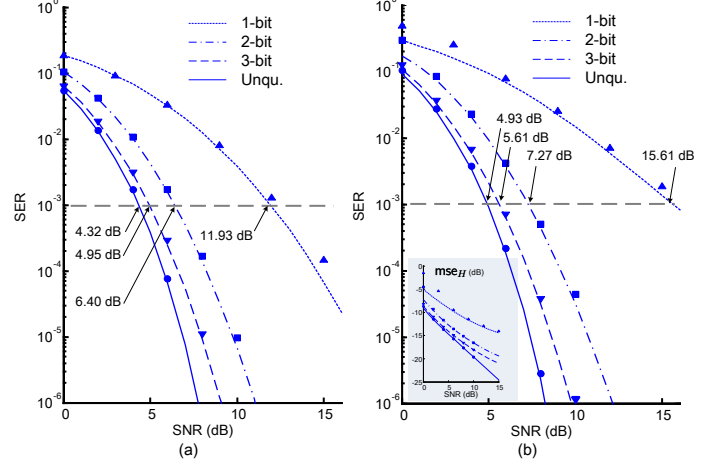 10^0
10^-1
10^-2
10^-3
10^-4
10^-5
10^-6
SER
0
5
10
15
SNR (dB)
(a)
1-bit
2-bit
3-bit
Unqu.
4.32 dB
4.95 dB
6.40 dB
11.93 dB
10^0
10^-1
10^-2
10^-3
10^-4
10^-5
10^-6
SER
0
5
10
15
SNR (dB)
(b)
1-bit
2-bit
3-bit
Unqu.
4.93 dB
5.61 dB
7.27 dB
15.61 dB
mse_H (dB)
0
-5
-10
-15
-20
-25
0
5
10
15
SNR (dB)